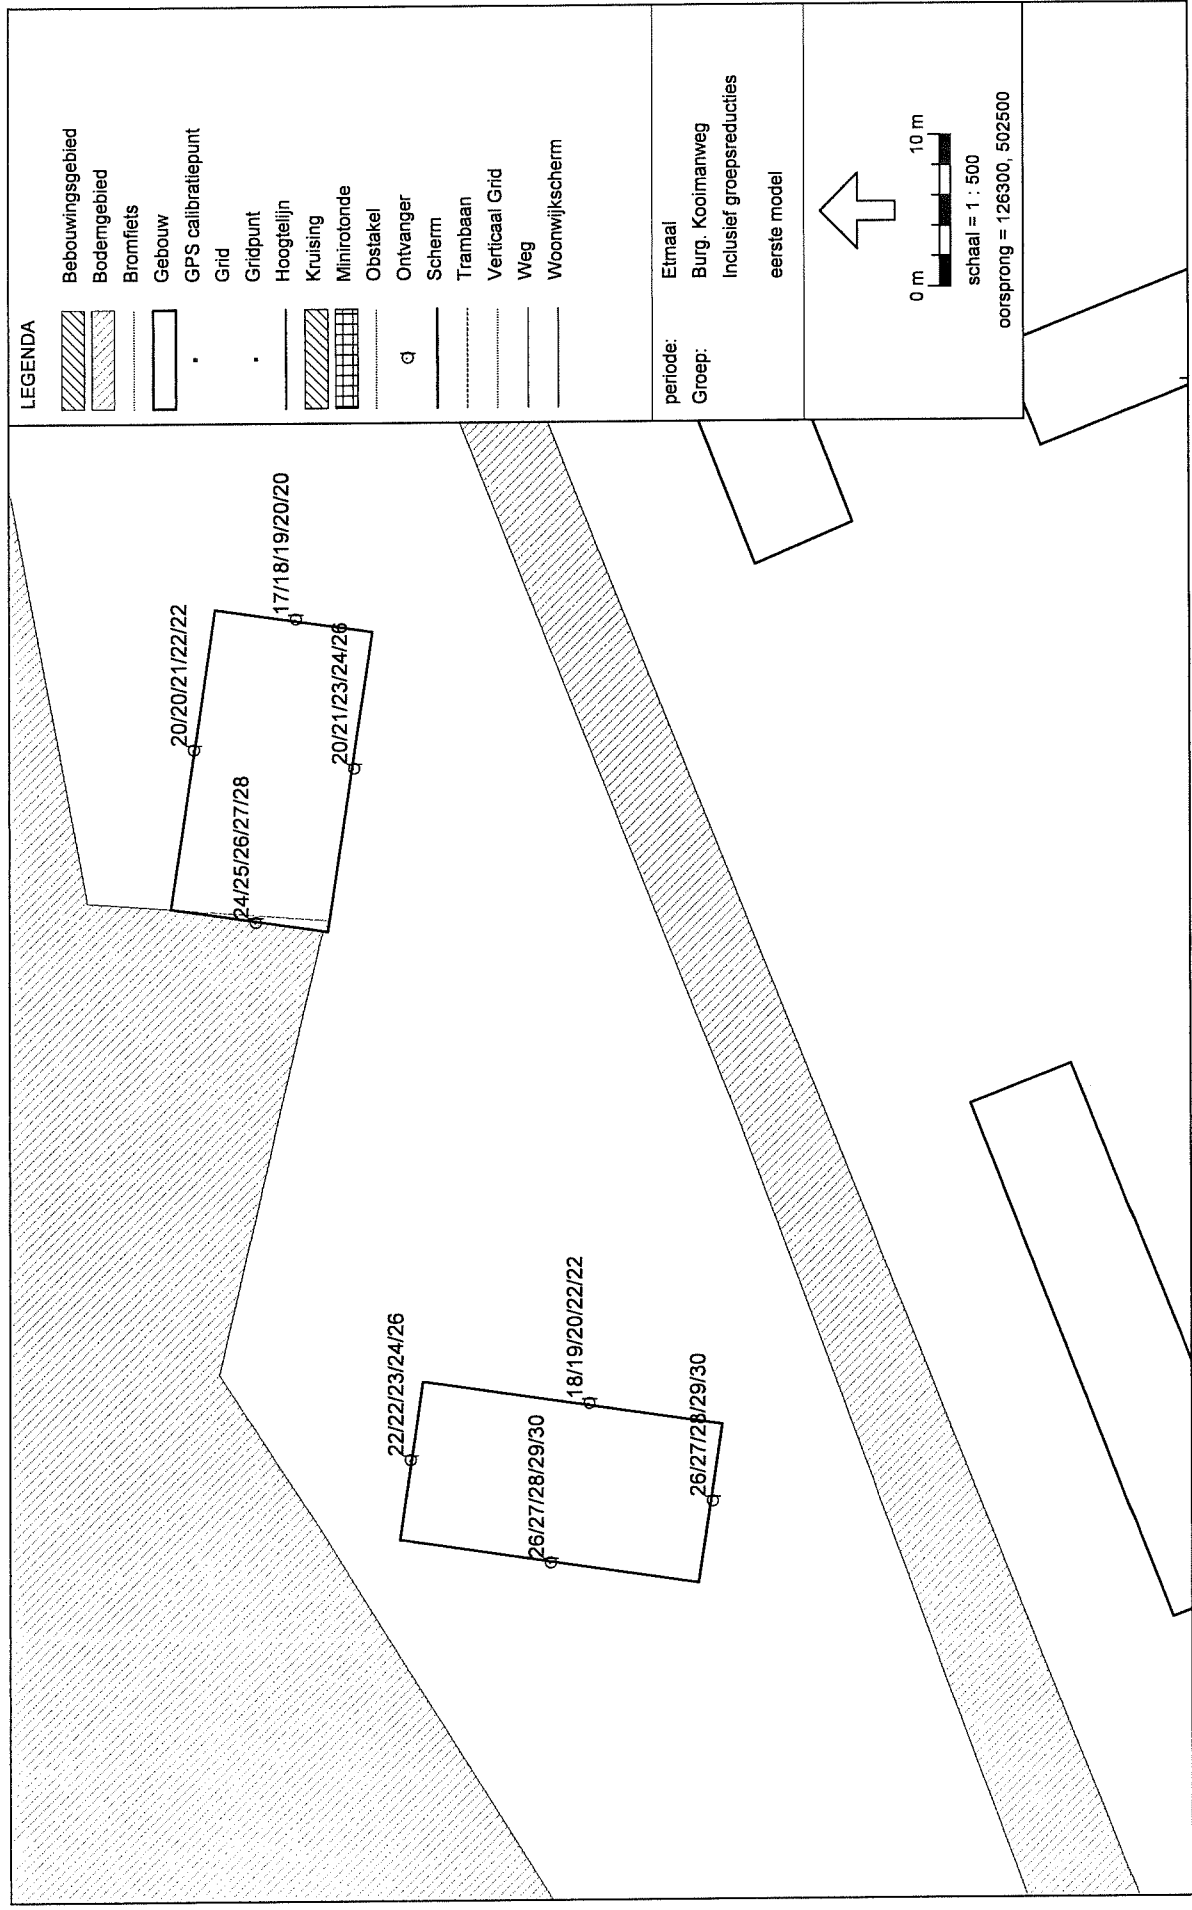 LEGENDA
Bebouwingsgebied
Bodemgebied
Bromfiets
Gebouw
GPS calibratiepunt
Grid
Gridpunt
Hoogtelijn
Kruising
Minirotonde
Obstakel
Ontvanger
Scherm
Trambaan
Verticaal Grid
Weg
Woonwijkscherm
periode: Etmaal
Groep: Burg. Kooimanweg
Inclusief groepsreducties
eerste model
0 m 10 m
schaal = 1 : 500
oorsprong = 126300, 502500
20/20/21/22/22
24/25/26/27/28
17/18/19/20/20
20/21/23/24/26
22/22/23/24/26
26/27/28/29/30
18/19/20/22/22
26/27/28/29/30